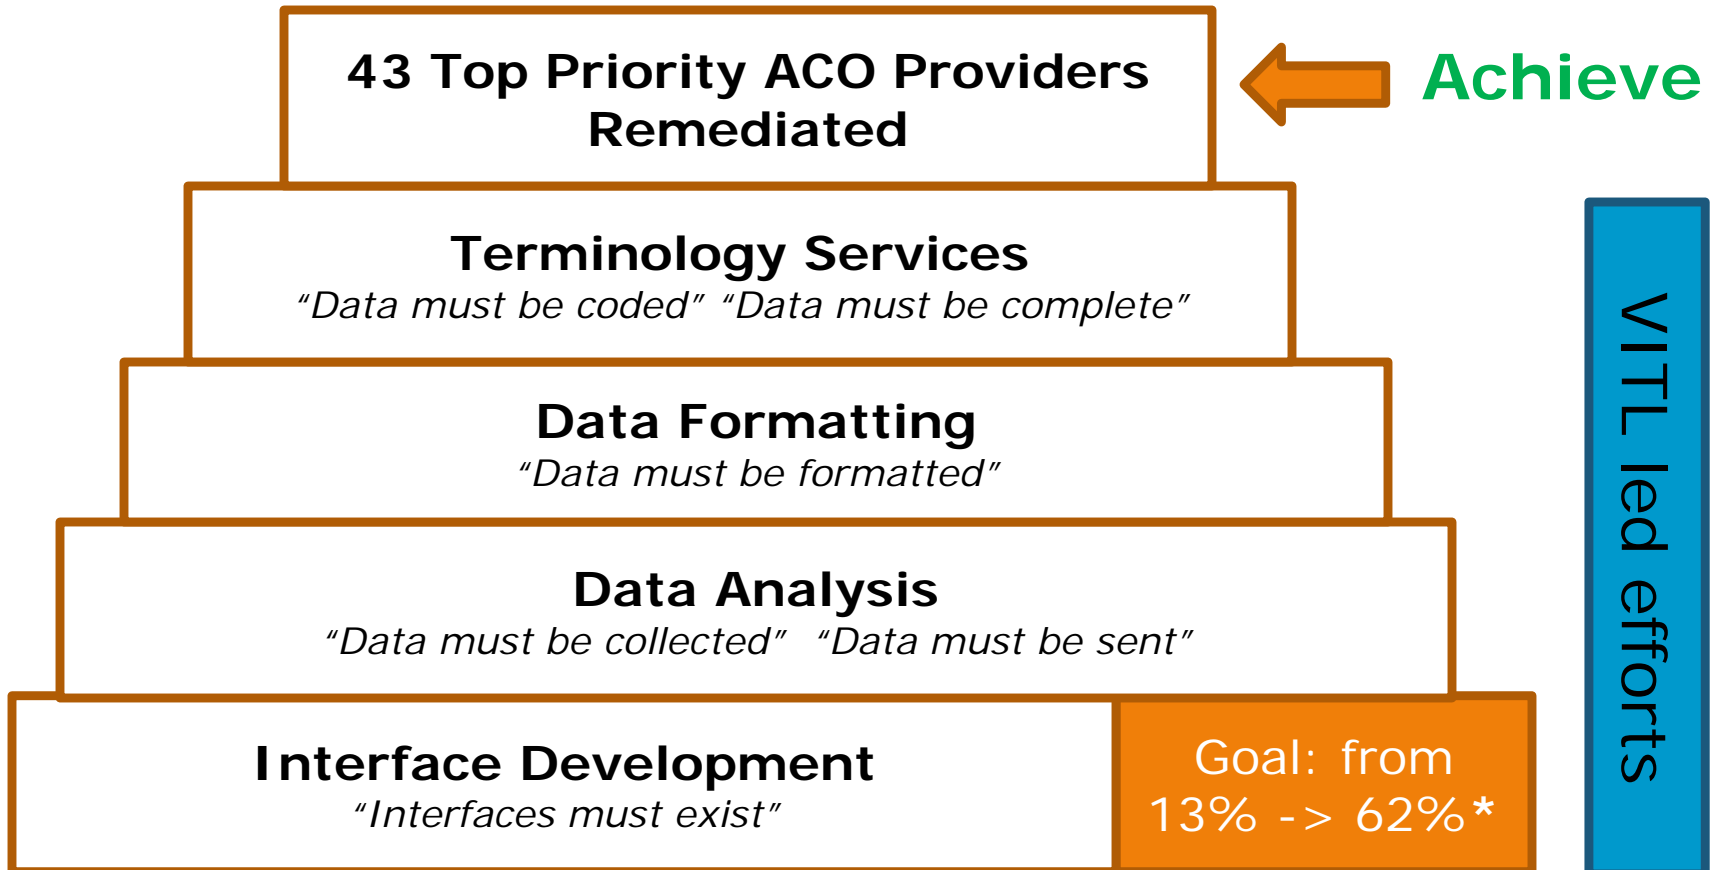 43 Top Priority ACO Providers
Remediated
Achieve
Terminology Services
“Data must be coded” “Data must be complete”
Data Formatting
“Data must be formatted”
Data Analysis
“Data must be collected” “Data must be sent”
Interface Development
“Interfaces must exist”
Goal: from
13% -> 62%*
VITL led efforts